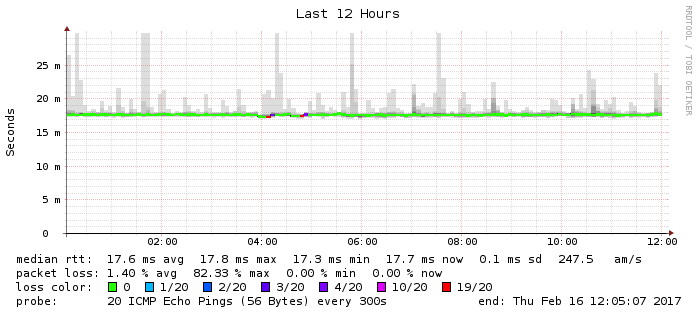 Last 12 Hours
RRDTOOL / TOBI OETIKER
Seconds
25 m
20 m
15 m
10 m
5 m
0
02:00 04:00 06:00 08:00 10:00 12:00
median rtt: 17.6 ms avg 17.8 ms max 17.3 ms min 17.7 ms now 0.1 ms sd 247.5 am/s
packet loss: 1.40 % avg 82.33 % max 0.00 % min 0.00 % now
loss color: 0 1/20 2/20 3/20 4/20 10/20 19/20
probe: 20 ICMP Echo Pings (56 Bytes) every 300s end: Thu Feb 16 12:05:07 2017